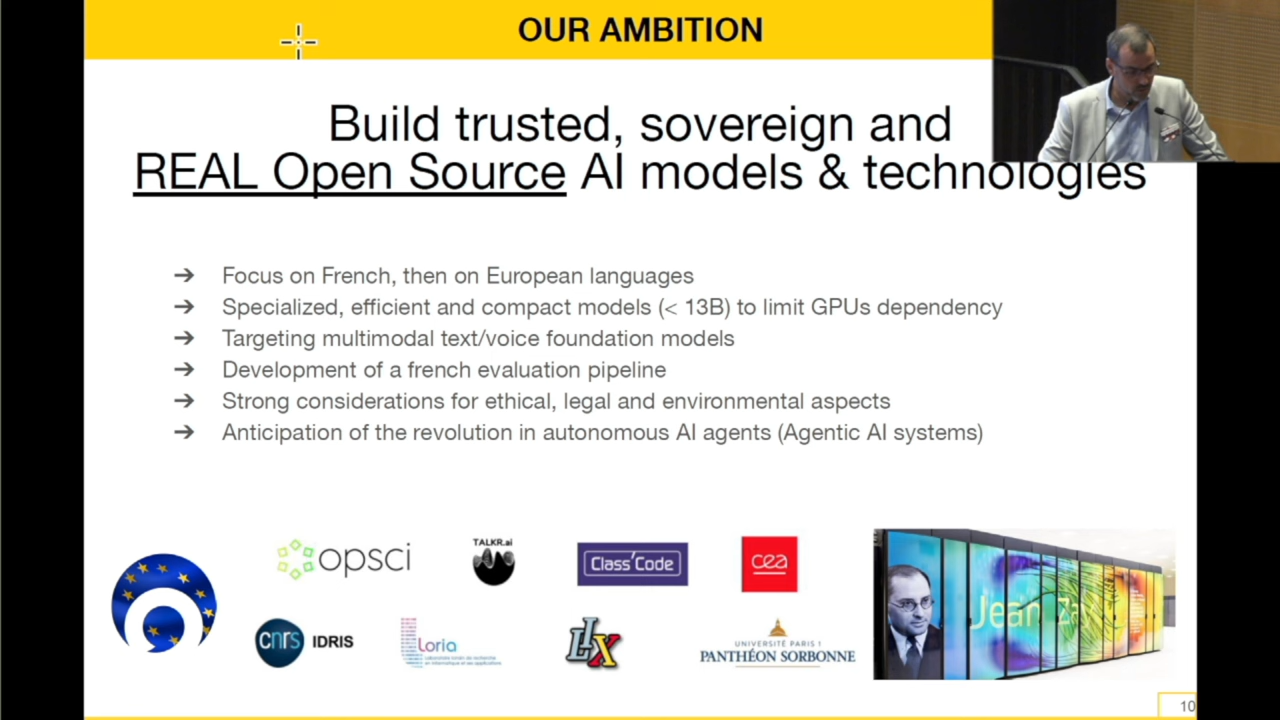 OUR AMBITION
Build trusted, sovereign and
REAL Open Source AI models & technologies
➔ Focus on French, then on European languages
➔ Specialized, efficient and compact models (< 13B) to limit GPUs dependency
➔ Targeting multimodal text/voice foundation models
➔ Development of a french evaluation pipeline
➔ Strong considerations for ethical, legal and environmental aspects
➔ Anticipation of the revolution in autonomous AI agents (Agentic AI systems)
opsci
TALKR.ai
Class'Code
cea
cnrs IDRIS
Loria
LIX
UNIVERSITÉ PARIS 1
PANTHÉON SORBONNE
Jean Zay
10